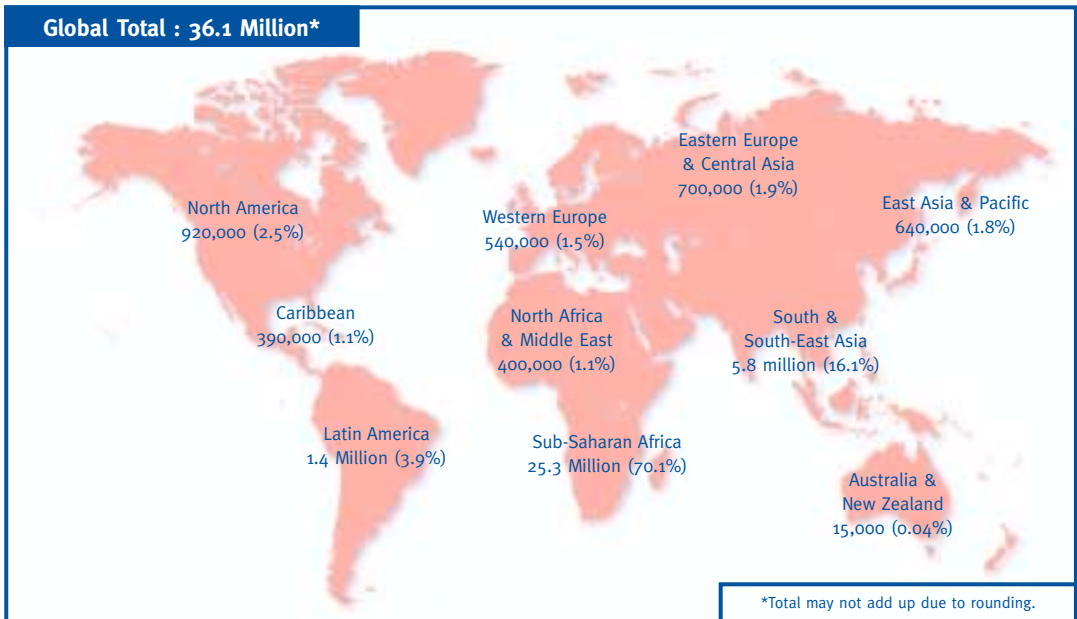 Global Total : 36.1 Million*
Eastern Europe
& Central Asia
700,000 (1.9%)
North America
920,000 (2.5%)
Western Europe
540,000 (1.5%)
East Asia & Pacific
640,000 (1.8%)
Caribbean
390,000 (1.1%)
North Africa
& Middle East
400,000 (1.1%)
South &
South-East Asia
5.8 million (16.1%)
Latin America
1.4 Million (3.9%)
Sub-Saharan Africa
25.3 Million (70.1%)
Australia &
New Zealand
15,000 (0.04%)
*Total may not add up due to rounding.